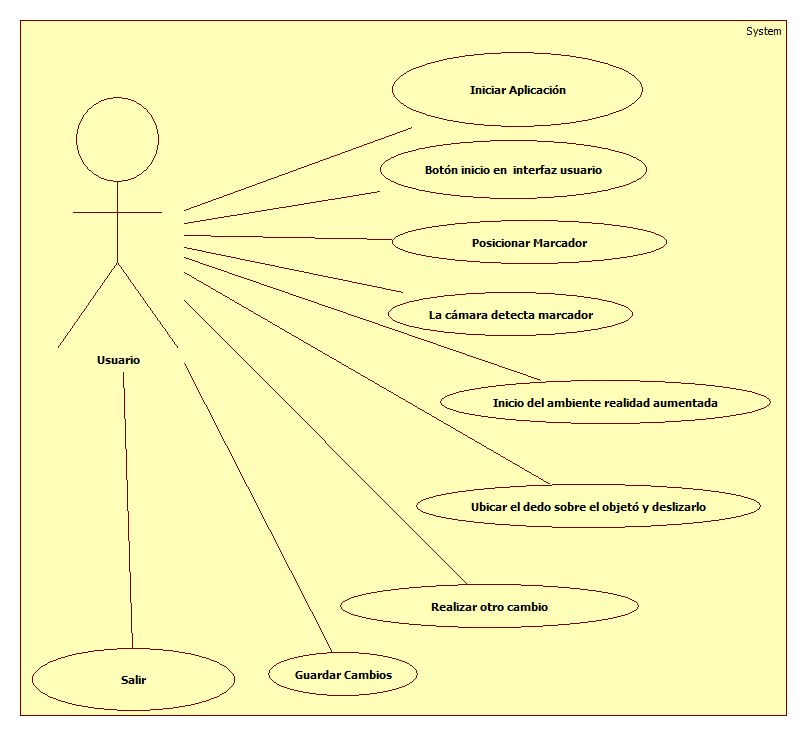 System
Iniciar Aplicación
Botón inicio en interfaz usuario
Posicionar Marcador
La cámara detecta marcador
Usuario
Inicio del ambiente realidad aumentada
Ubicar el dedo sobre el objetó y deslizarlo
Realizar otro cambio
Guardar Cambios
Salir